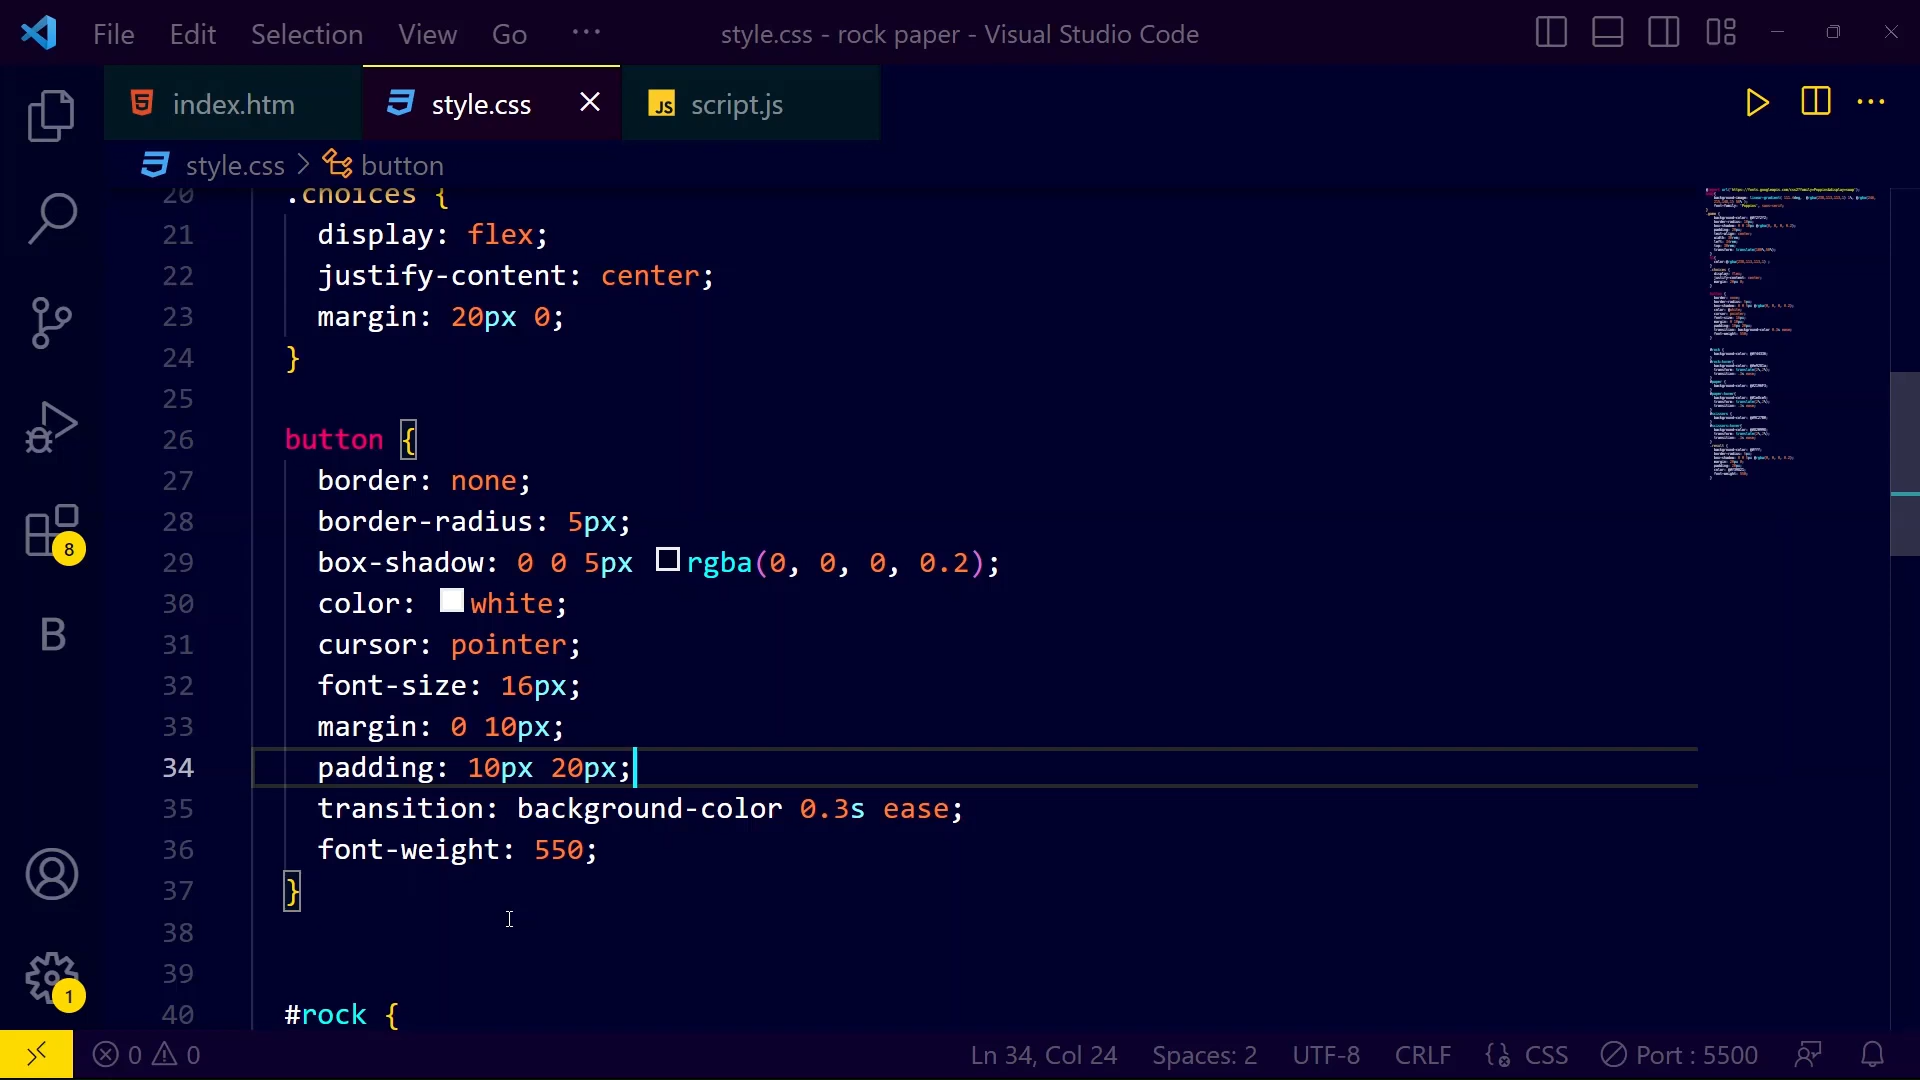 File Edit Selection View Go ··· style.css - rock paper - Visual Studio Code
index.htm style.css script.js
style.css > button
20 .choices {
21 display: flex;
22 justify-content: center;
23 margin: 20px 0;
24 }
25
26 button {
27 border: none;
28 border-radius: 5px;
29 box-shadow: 0 0 5px rgba(0, 0, 0, 0.2);
30 color: white;
31 cursor: pointer;
32 font-size: 16px;
33 margin: 0 10px;
34 padding: 10px 20px;
35 transition: background-color 0.3s ease;
36 font-weight: 550;
37 }
38
39
40 #rock {
8
B
1
0 0 Ln 34, Col 24 Spaces: 2 UTF-8 CRLF CSS Port : 5500